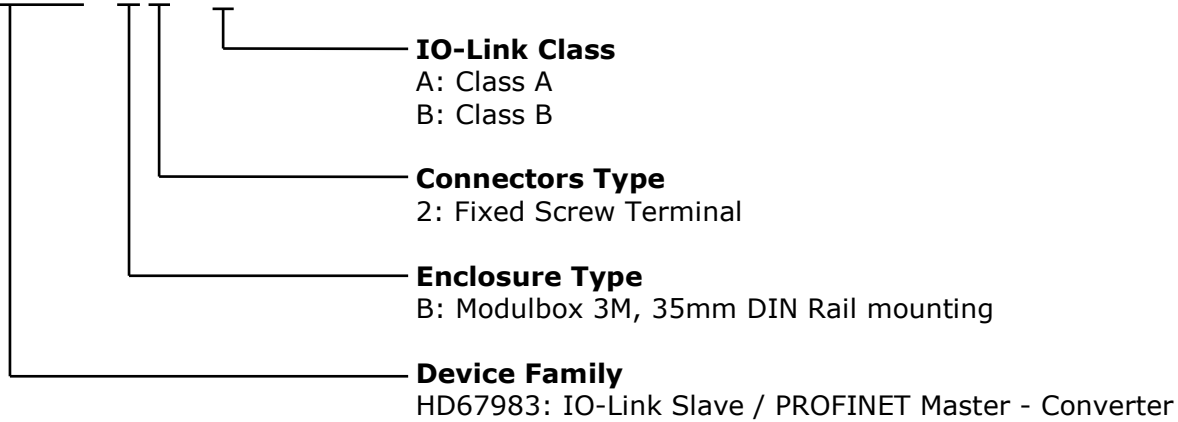 IO-Link Class
A: Class A
B: Class B
Connectors Type
2: Fixed Screw Terminal
Enclosure Type
B: Modulbox 3M, 35mm DIN Rail mounting
Device Family
HD67983: IO-Link Slave / PROFINET Master - Converter